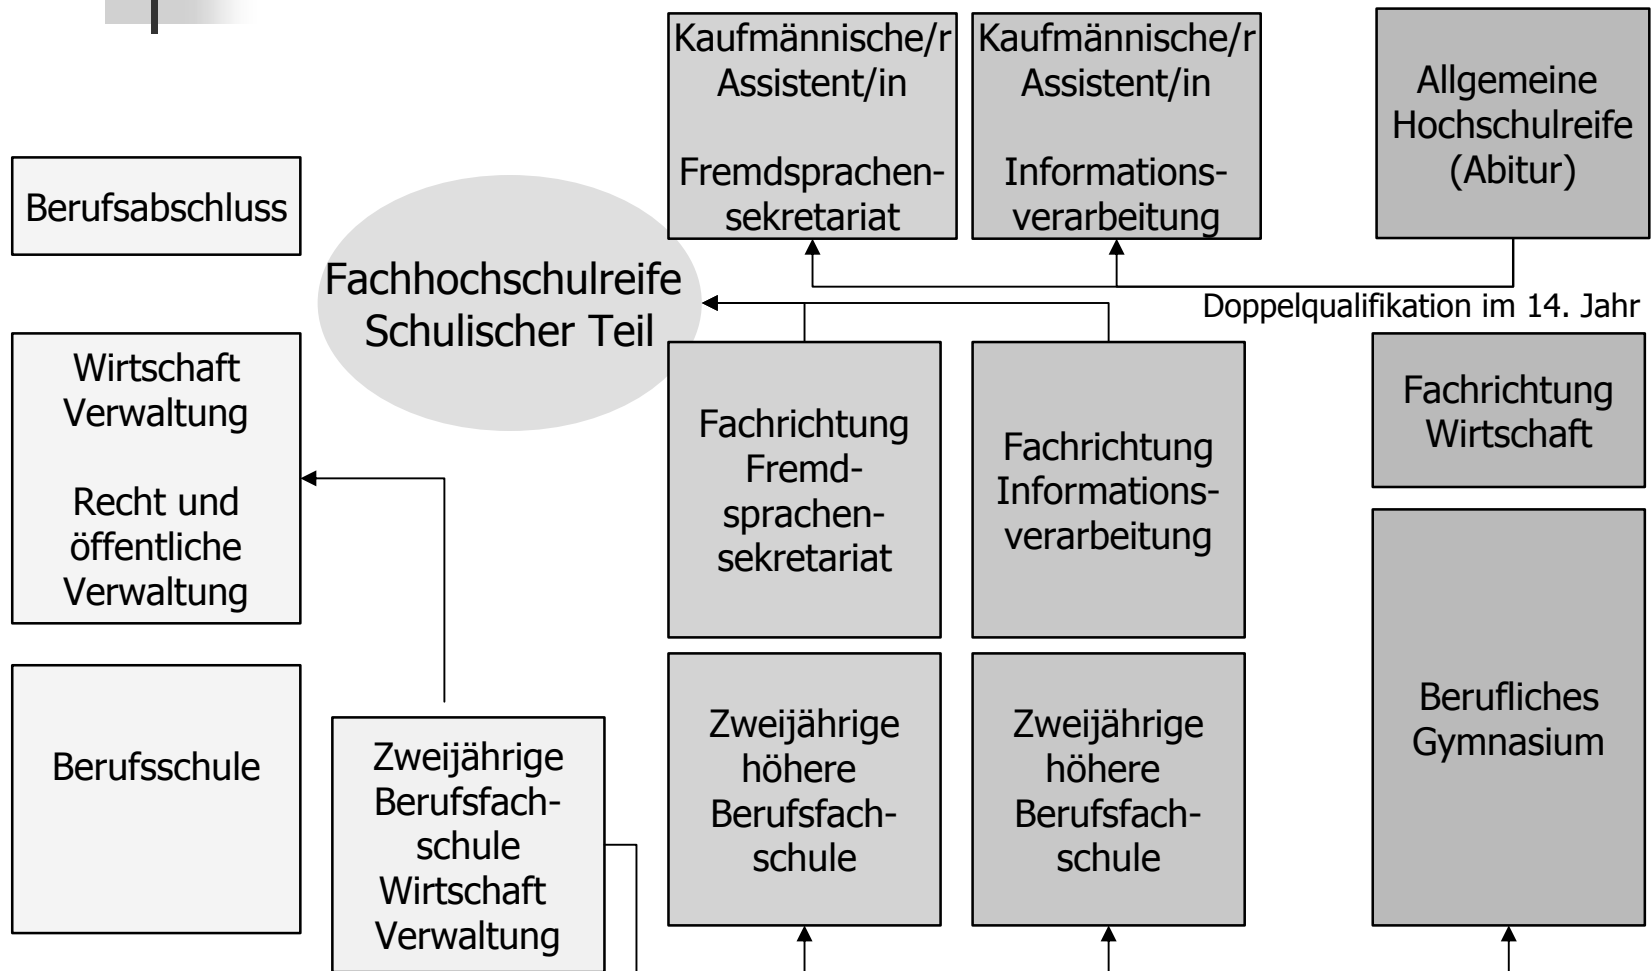 Kaufmännische/r
Assistent/in
Fremdsprachen-
sekretariat
Kaufmännische/r
Assistent/in
Informations-
verarbeitung
Allgemeine
Hochschulreife
(Abitur)
Berufsabschluss
Fachhochschulreife
Schulischer Teil
Doppelqualifikation im 14. Jahr
Wirtschaft
Verwaltung
Recht und
öffentliche
Verwaltung
Fachrichtung
Fremd-
sprachen-
sekretariat
Fachrichtung
Informations-
verarbeitung
Fachrichtung
Wirtschaft
Berufsschule
Zweijährige
Berufsfach-
schule
Wirtschaft
Verwaltung
Zweijährige
höhere
Berufsfach-
schule
Zweijährige
höhere
Berufsfach-
schule
Berufliches
Gymnasium